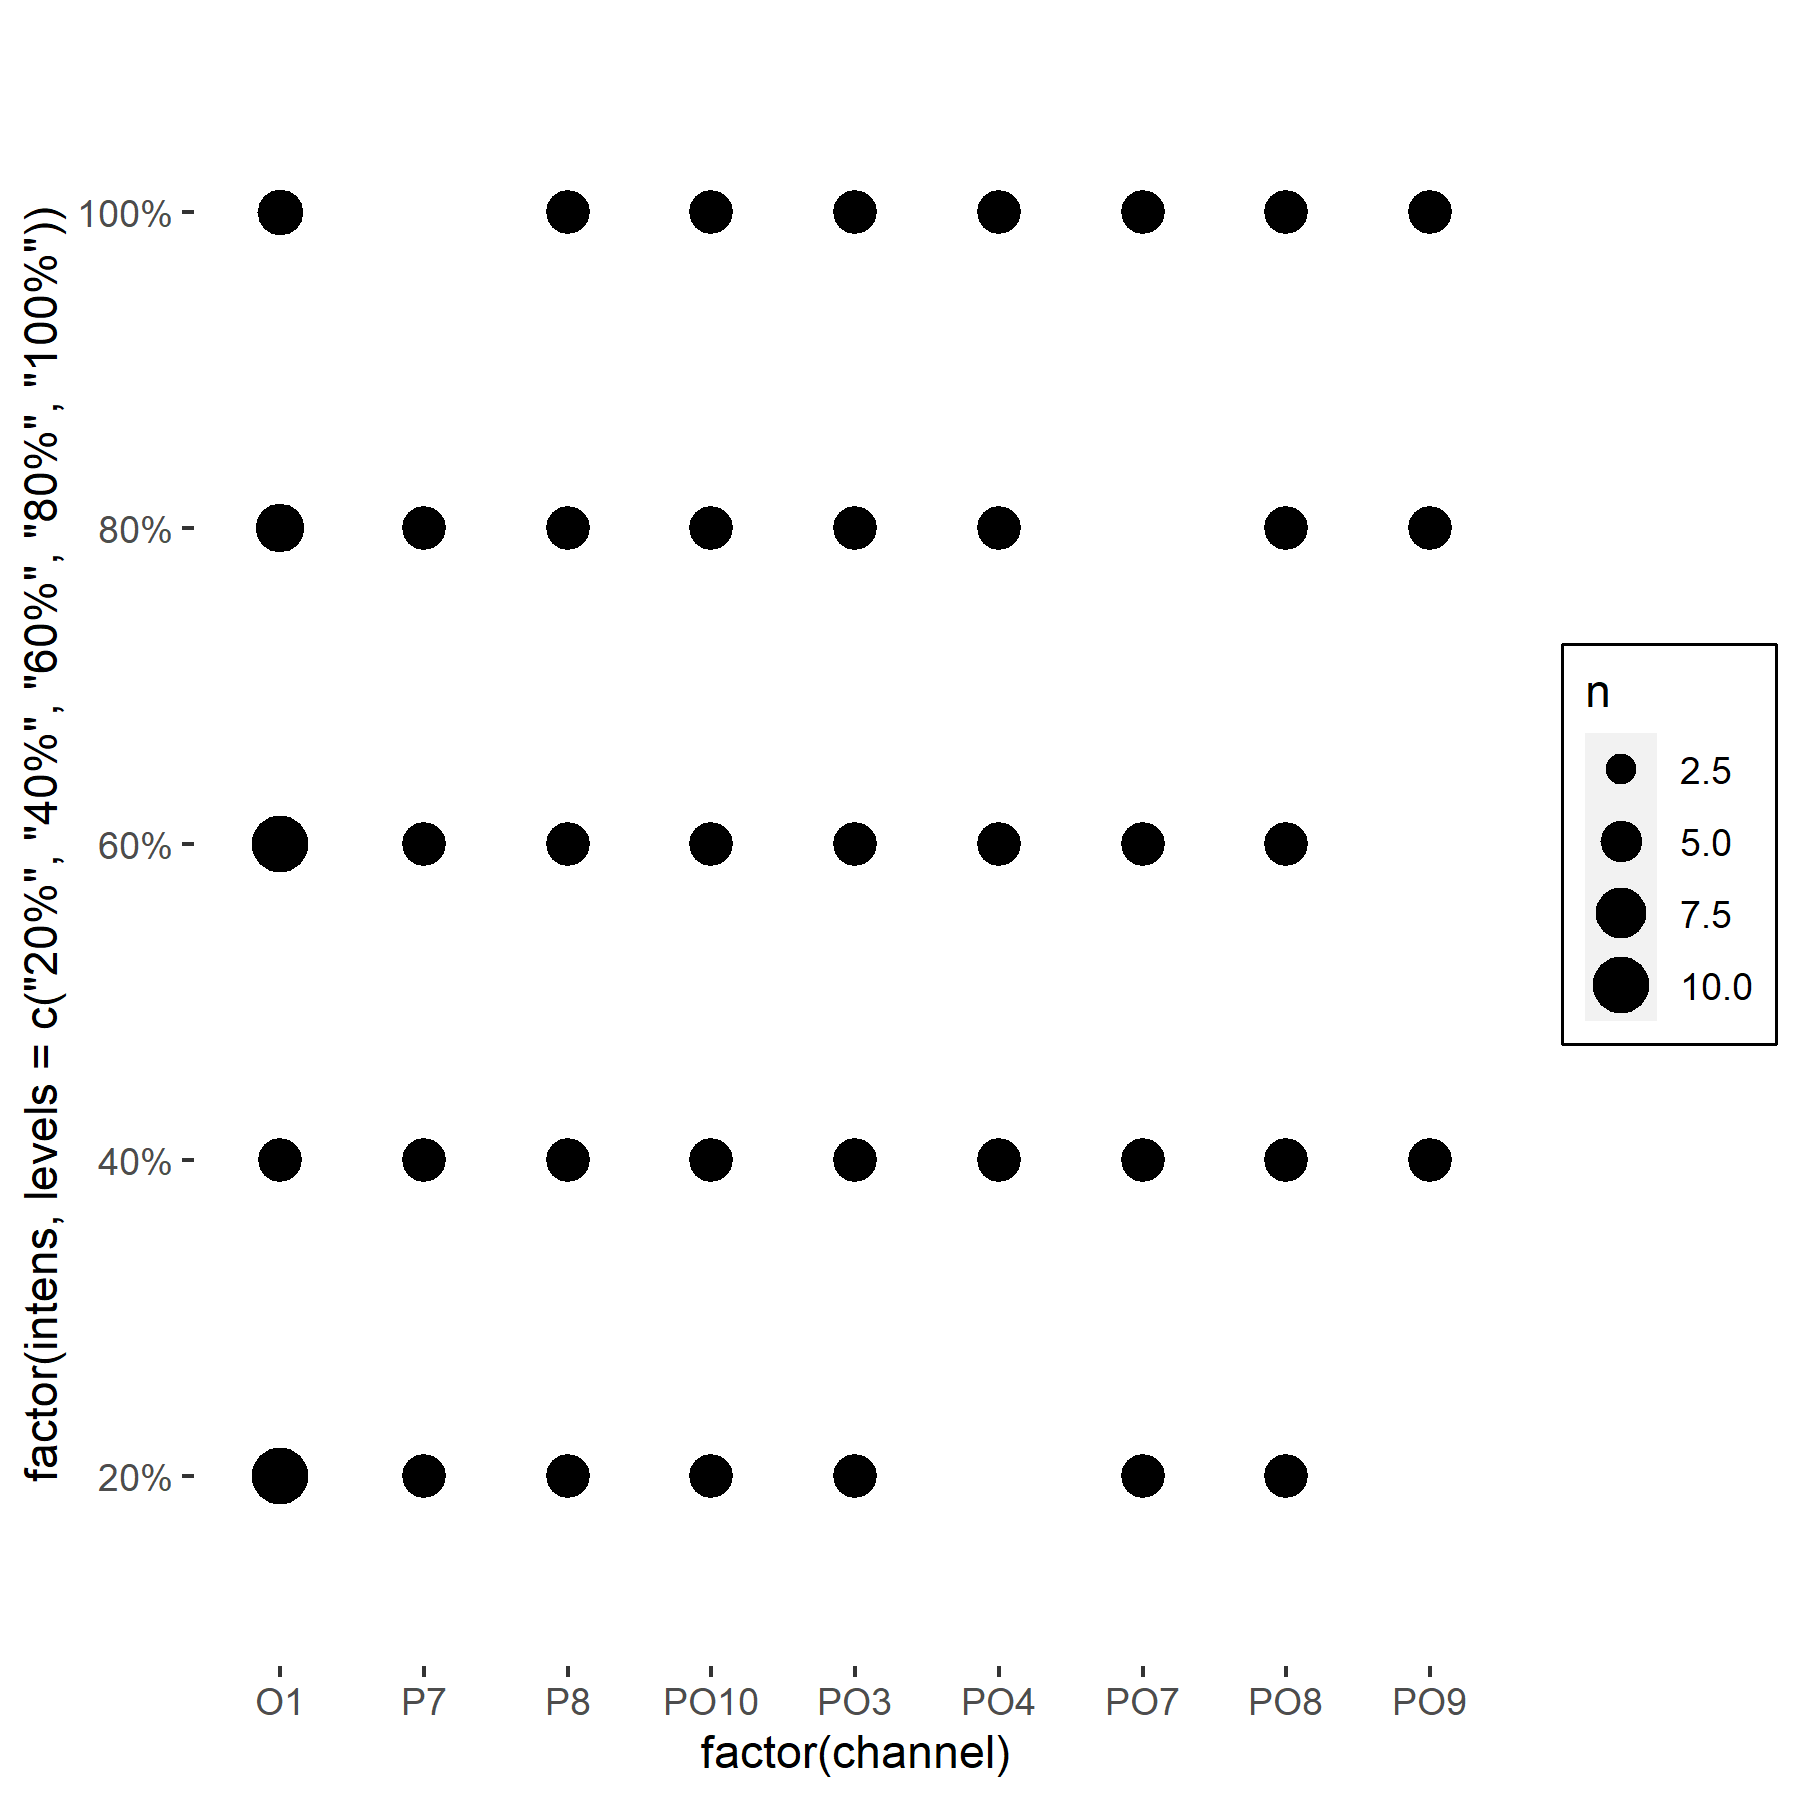 factor(intens, levels = c("20%", "40%", "60%", "80%", "100%"))
100%
80%
60%
40%
20%
O1 P7 P8 PO10 PO3 PO4 PO7 PO8 PO9
factor(channel)
n
2.5
5.0
7.5
10.0